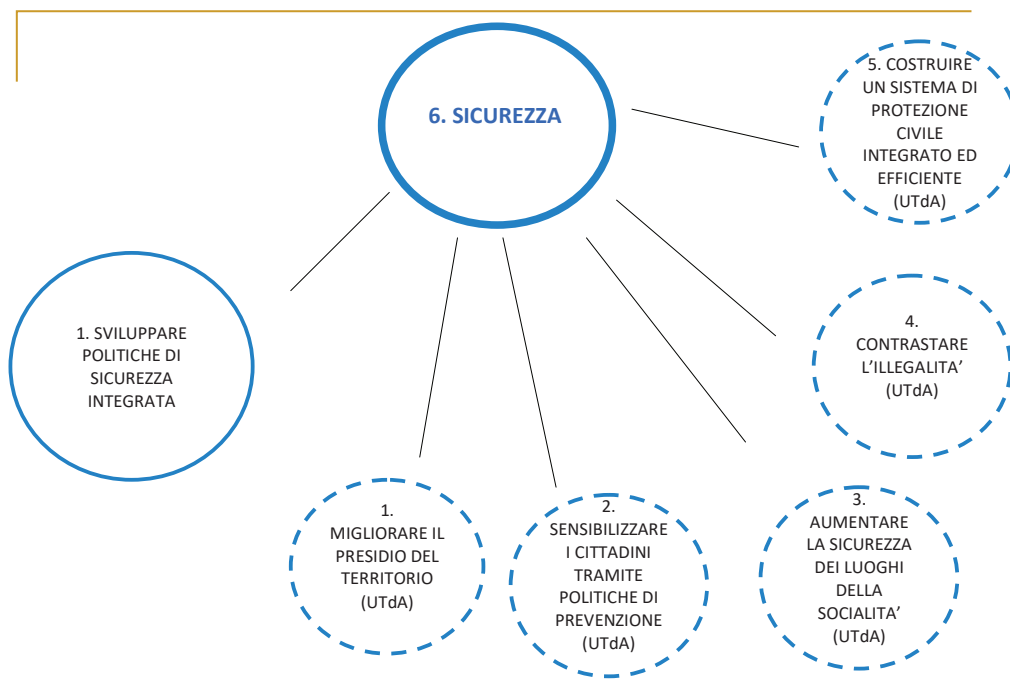 6. SICUREZZA
1. SVILUPPARE
POLITICHE DI
SICUREZZA
INTEGRATA
1.
MIGLIORARE IL
PRESIDIO DEL
TERRITORIO
(UTdA)
2.
SENSIBILIZZARE
I CITTADINI
TRAMITE
POLITICHE DI
PREVENZIONE
(UTdA)
3.
AUMENTARE
LA SICUREZZA
DEI LUOGHI
DELLA
SOCIALITA’
(UTdA)
4.
CONTRASTARE
L’ILLEGALITA’
(UTdA)
5. COSTRUIRE
UN SISTEMA DI
PROTEZIONE
CIVILE
INTEGRATO ED
EFFICIENTE
(UTdA)